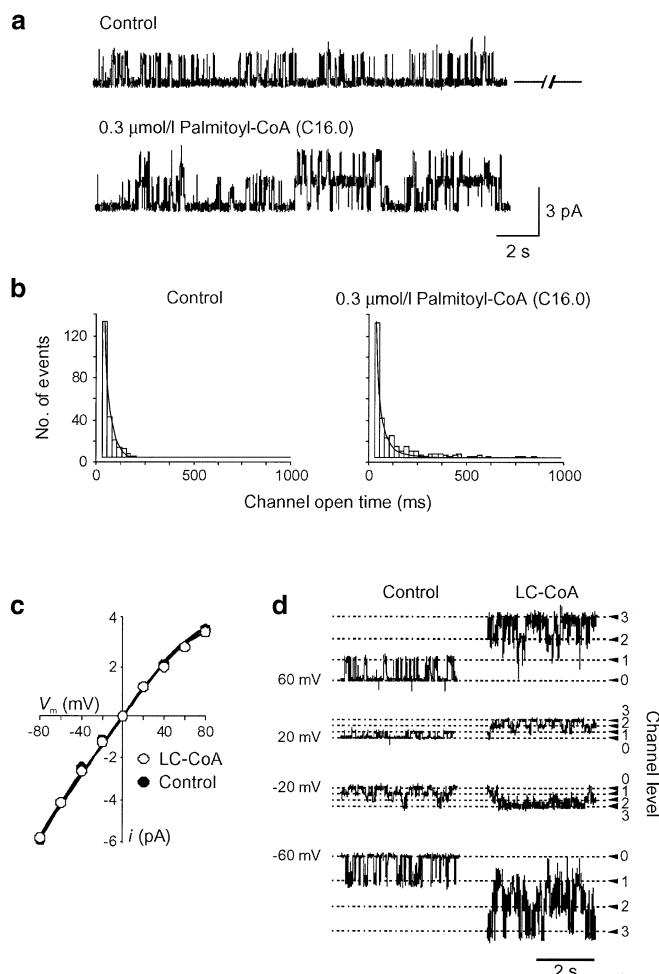 a
Control
0.3 μmol/l Palmitoyl-CoA (C16.0)
3 pA
2 s
b
Control
0.3 μmol/l Palmitoyl-CoA (C16.0)
No. of events
120
80
40
0
0
500
1000
0
500
1000
Channel open time (ms)
c
4
2
Vm (mV)
-80
-40
40
80
-2
-4
-6
i (pA)
LC-CoA
Control
d
Control
LC-CoA
3
2
1
60 mV
0
3
2
20 mV
1
0
0
-20 mV
1
2
3
-60 mV
0
1
2
3
Channel level
2 s